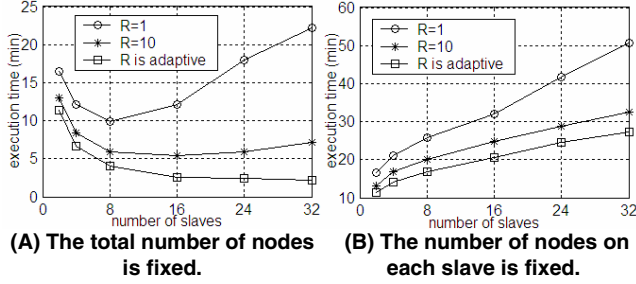 25
20
15
10
5
0
execution time (min)
R=1
R=10
R is adaptive
0 8 16 24 32
number of slaves
(A) The total number of nodes
is fixed.
60
50
40
30
20
10
execution time (min)
R=1
R=10
R is adaptive
0 8 16 24 32
number of slaves
(B) The number of nodes on
each slave is fixed.